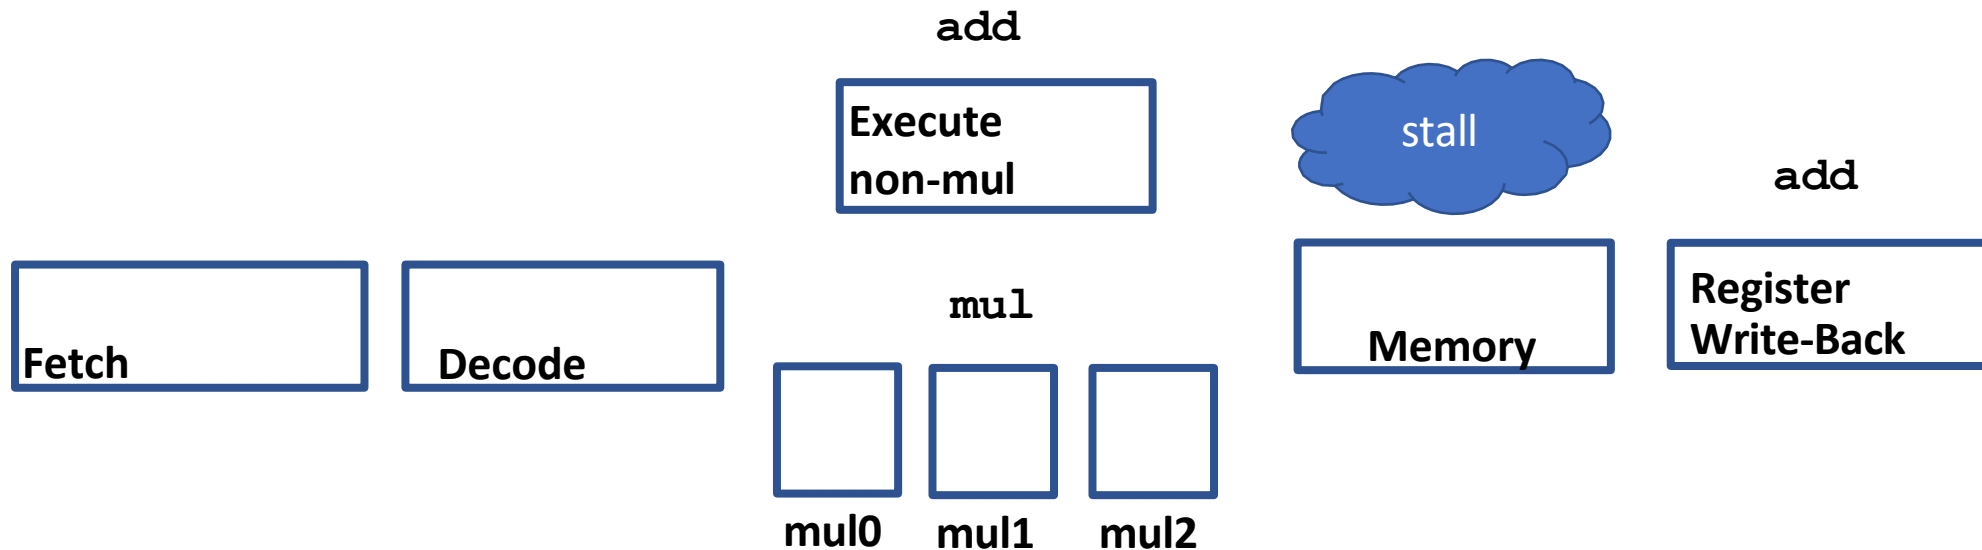 add
Execute
non-mul
stall
add
Fetch
Decode
mul
Memory
Register
Write-Back
mul0
mul1
mul2